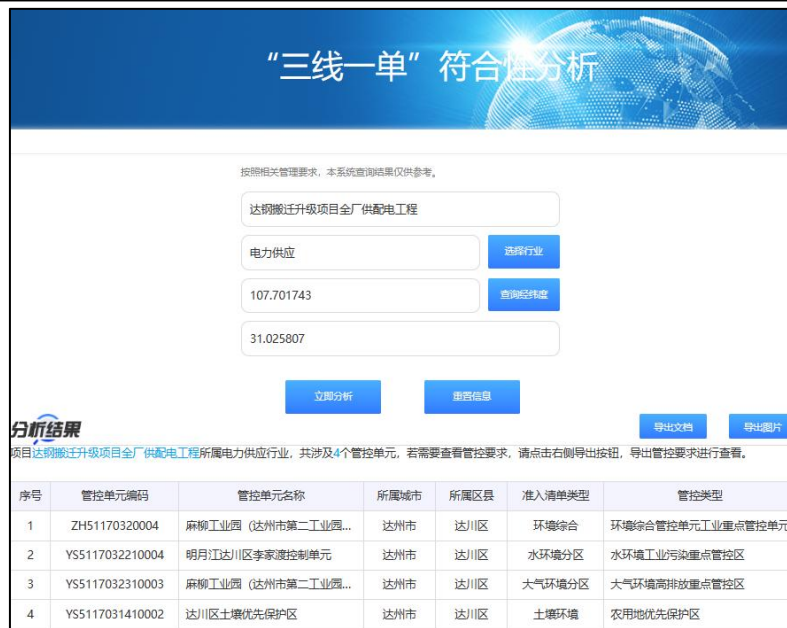 “三线一单”符合性分析
按照相关管理要求，本系统查询结果仅供参考。
达钢搬迁升级项目全厂供配电工程
电力供应 选择行业
107.701743 查询经纬度
31.025807
立即分析 重置信息
分析结果 导出文档 导出图片
项目达钢搬迁升级项目全厂供配电工程所属电力供应行业，共涉及4个管控单元，若需要查看管控要求，请点击右侧导出按钮，导出管控要求进行查看。
序号 管控单元编码 管控单元名称 所属城市 所属区县 准入清单类型 管控类型
1 ZH51170320004 麻柳工业园（达州市第二工业园... 达州市 达川区 环境综合 环境综合管控单元工业重点管控单元
2 YS5117032210004 明月江达川区李家渡控制单元 达州市 达川区 水环境分区 水环境工业污染重点管控区
3 YS5117032310003 麻柳工业园（达州市第二工业园... 达州市 达川区 大气环境分区 大气环境高排放重点管控区
4 YS5117031410002 达川区土壤优先保护区 达州市 达川区 土壤环境 农用地优先保护区